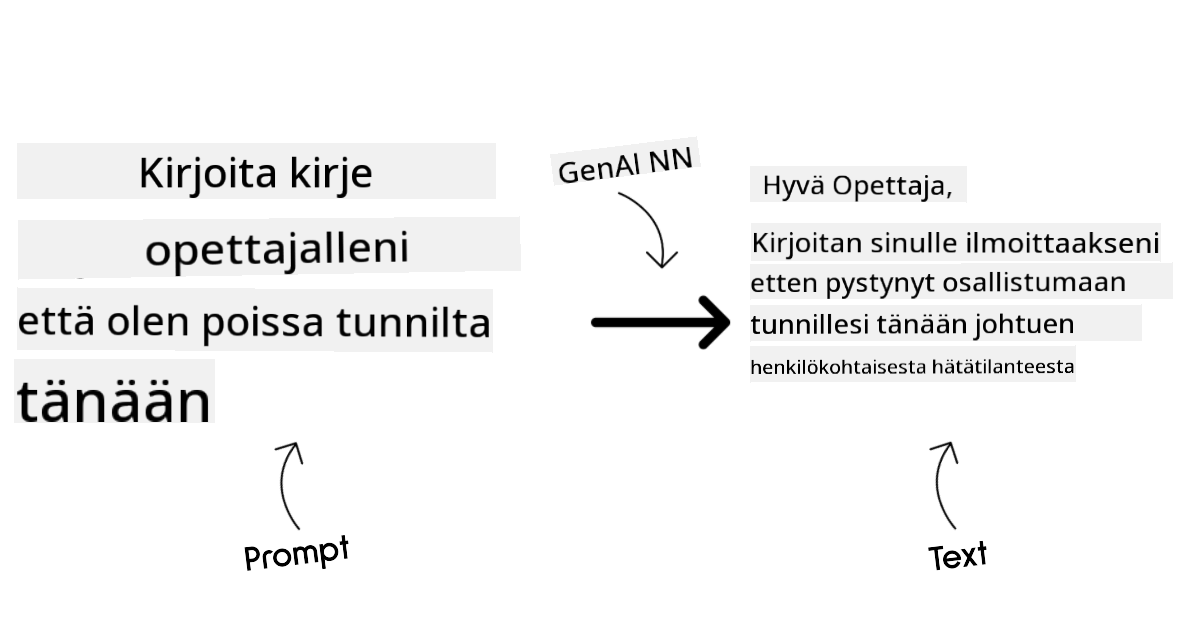 Kirjoita kirje
opettajalleni
että olen poissa tunnilta
tänään
Prompt
GenAI NN
Hyvä Opettaja,
Kirjoitan sinulle ilmoittaakseni
etten pystynyt osallistumaan
tunnillesi tänään johtuen
henkilökohtaisesta hätätilanteesta
Text